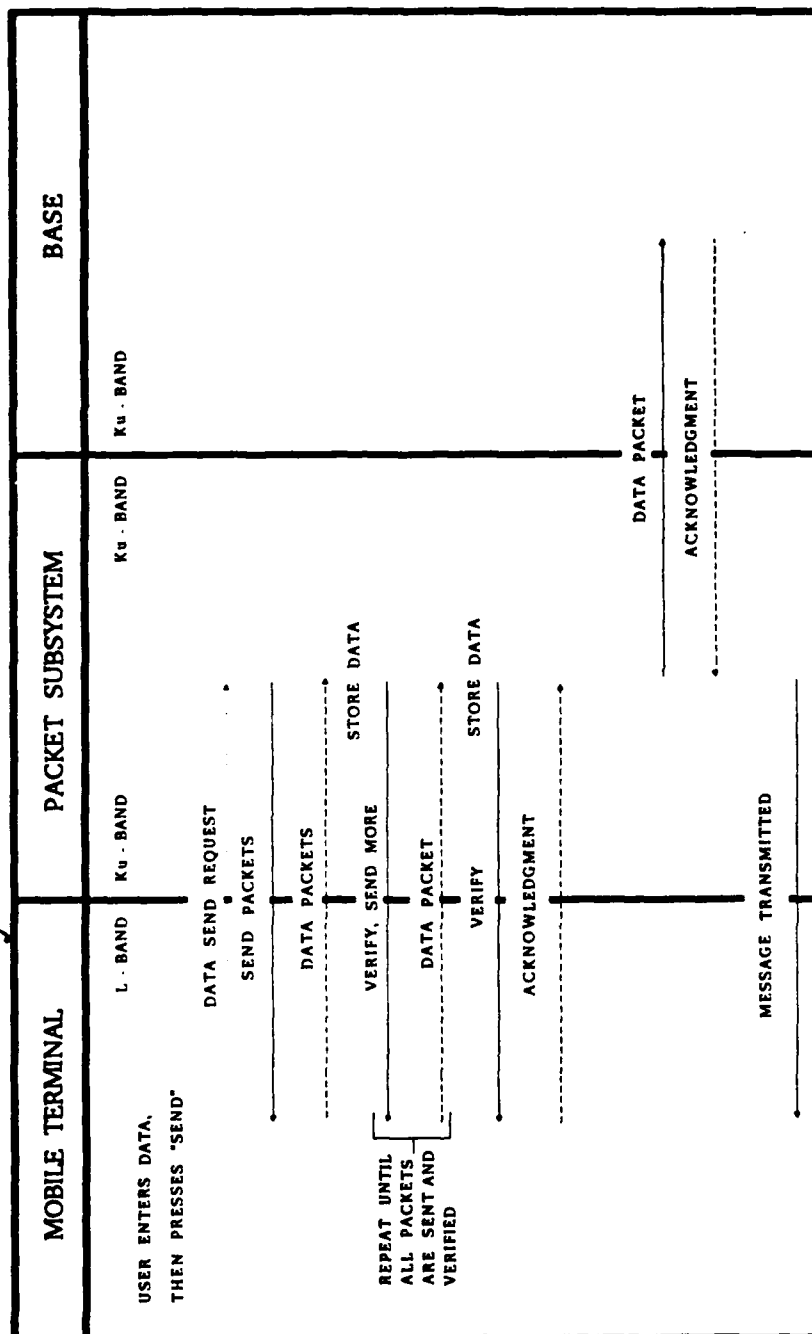 MOBILE TERMINAL
PACKET SUBSYSTEM
BASE
L - BAND
Ku - BAND
Ku - BAND
Ku - BAND
USER ENTERS DATA,
THEN PRESSES "SEND"
DATA SEND REQUEST
SEND PACKETS
DATA PACKETS
STORE DATA
VERIFY, SEND MORE
REPEAT UNTIL
ALL PACKETS
ARE SENT AND
VERIFIED
DATA PACKET
STORE DATA
VERIFY
ACKNOWLEDGMENT
DATA PACKET
ACKNOWLEDGMENT
MESSAGE TRANSMITTED